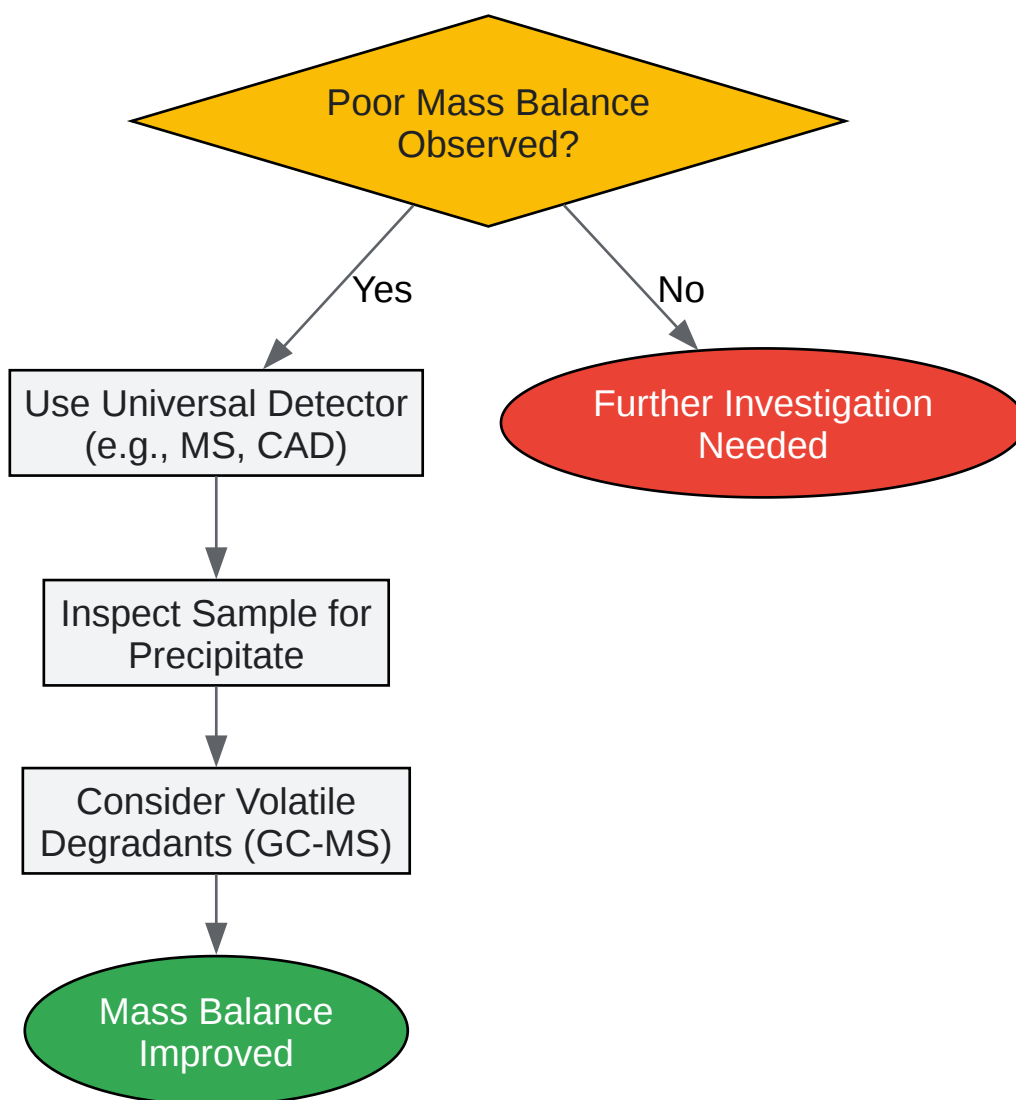 Poor Mass Balance
Observed?
Yes
No
Use Universal Detector
(e.g., MS, CAD)
Further Investigation
Needed
Inspect Sample for
Precipitate
Consider Volatile
Degradants (GC-MS)
Mass Balance
Improved